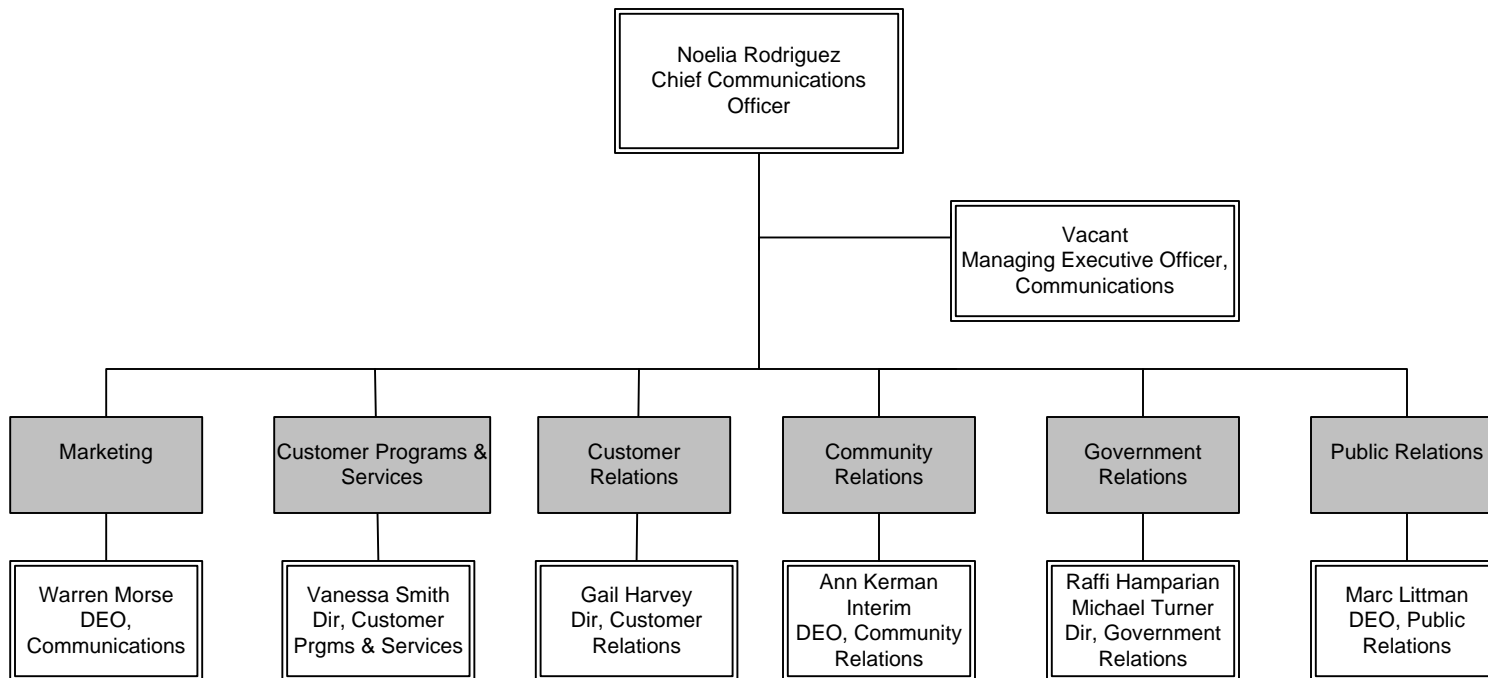 Noelia Rodriguez
Chief Communications
Officer
Vacant
Managing Executive Officer,
Communications
Marketing
Customer Programs &
Services
Customer
Relations
Community
Relations
Government
Relations
Public Relations
Warren Morse
DEO,
Communications
Vanessa Smith
Dir, Customer
Prgms & Services
Gail Harvey
Dir, Customer
Relations
Ann Kerman
Interim
DEO, Community
Relations
Raffi Hamparian
Michael Turner
Dir, Government
Relations
Marc Littman
DEO, Public
Relations